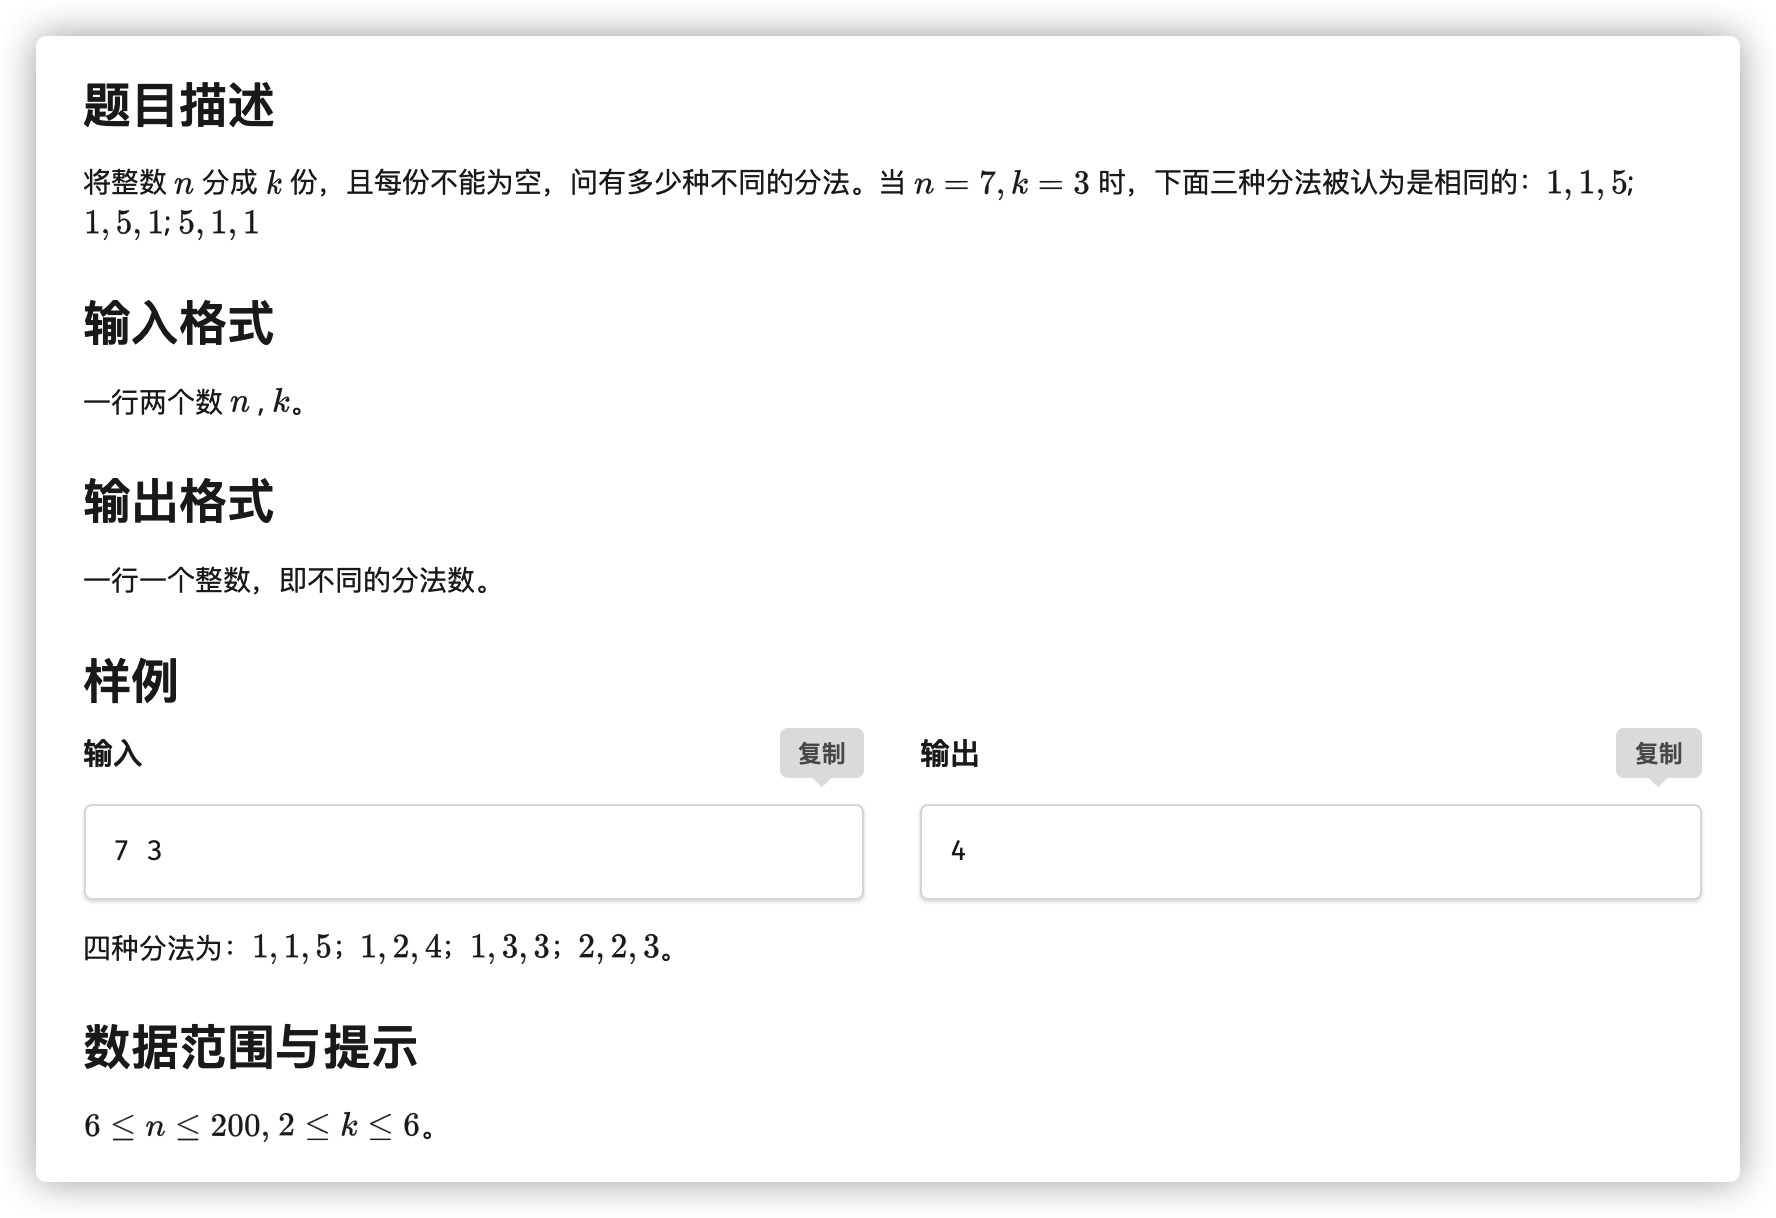 题目描述
将整数 n 分成 k 份，且每份不能为空，问有多少种不同的分法。当 n = 7, k = 3 时，下面三种分法被认为是相同的：1, 1, 5;
1, 5, 1; 5, 1, 1
输入格式
一行两个数 n , k。
输出格式
一行一个整数，即不同的分法数。
样例
输入 复制 输出 复制
7 3 4
四种分法为：1, 1, 5；1, 2, 4；1, 3, 3；2, 2, 3。
数据范围与提示
6 ≤ n ≤ 200, 2 ≤ k ≤ 6。